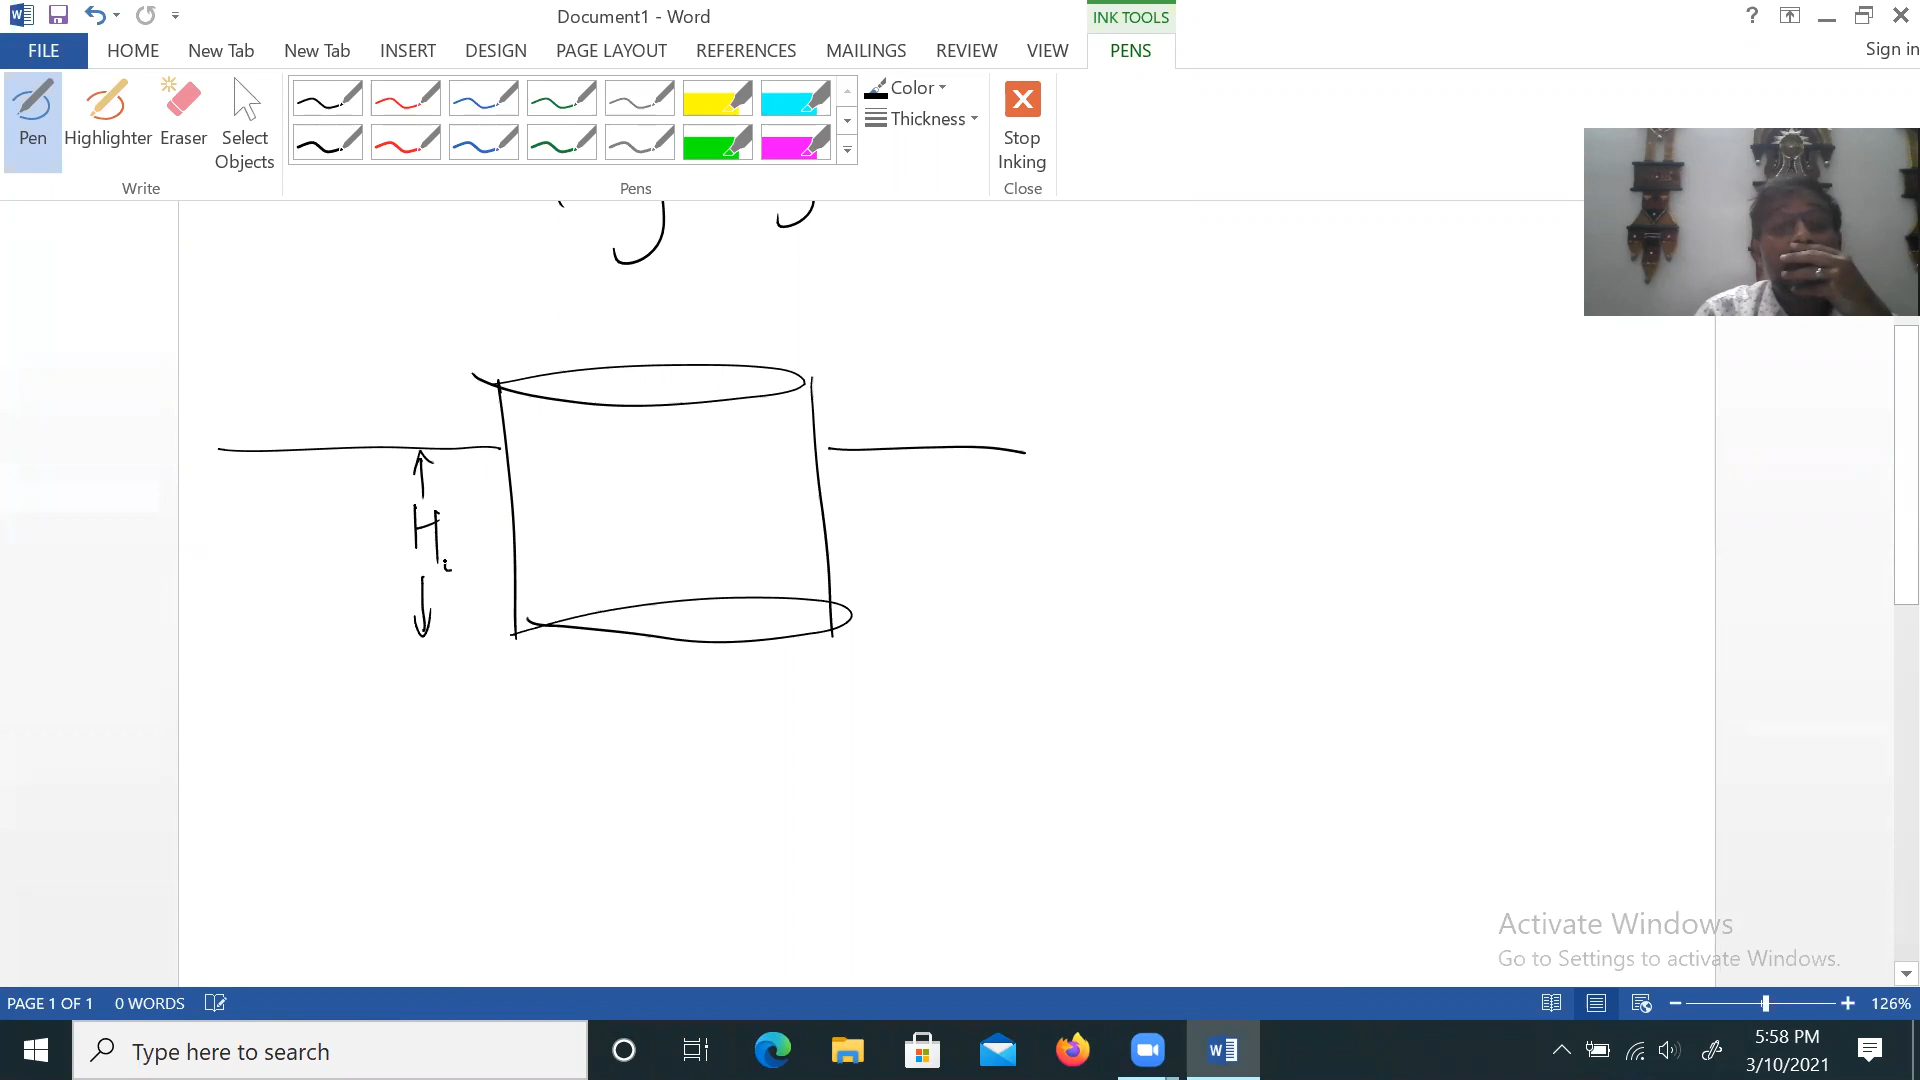 Document1 - Word
INK TOOLS
?
FILE
HOME
New Tab
New Tab
INSERT
DESIGN
PAGE LAYOUT
REFERENCES
MAILINGS
REVIEW
VIEW
PENS
Sign in
Pen
Highlighter
Eraser
Select
Objects
Color
Thickness
Stop
Inking
Write
Pens
Close
H
i
Activate Windows
Go to Settings to activate Windows.
PAGE 1 OF 1
0 WORDS
126%
Type here to search
5:58 PM
3/10/2021